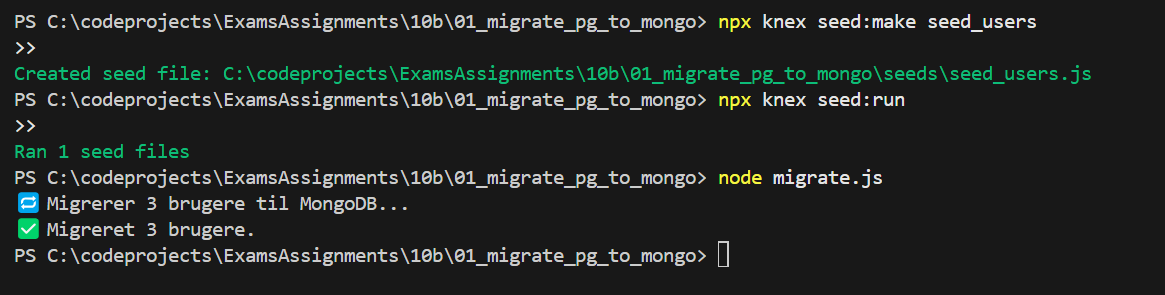 PS C:\codeprojects\ExamsAssignments\10b\01_migrate_pg_to_mongo> npx knex seed:make seed_users
>>
Created seed file: C:\codeprojects\ExamsAssignments\10b\01_migrate_pg_to_mongo\seeds\seed_users.js
PS C:\codeprojects\ExamsAssignments\10b\01_migrate_pg_to_mongo> npx knex seed:run
>>
Ran 1 seed files
PS C:\codeprojects\ExamsAssignments\10b\01_migrate_pg_to_mongo> node migrate.js
🔁 Migrerer 3 brugere til MongoDB...
✅ Migreret 3 brugere.
PS C:\codeprojects\ExamsAssignments\10b\01_migrate_pg_to_mongo>